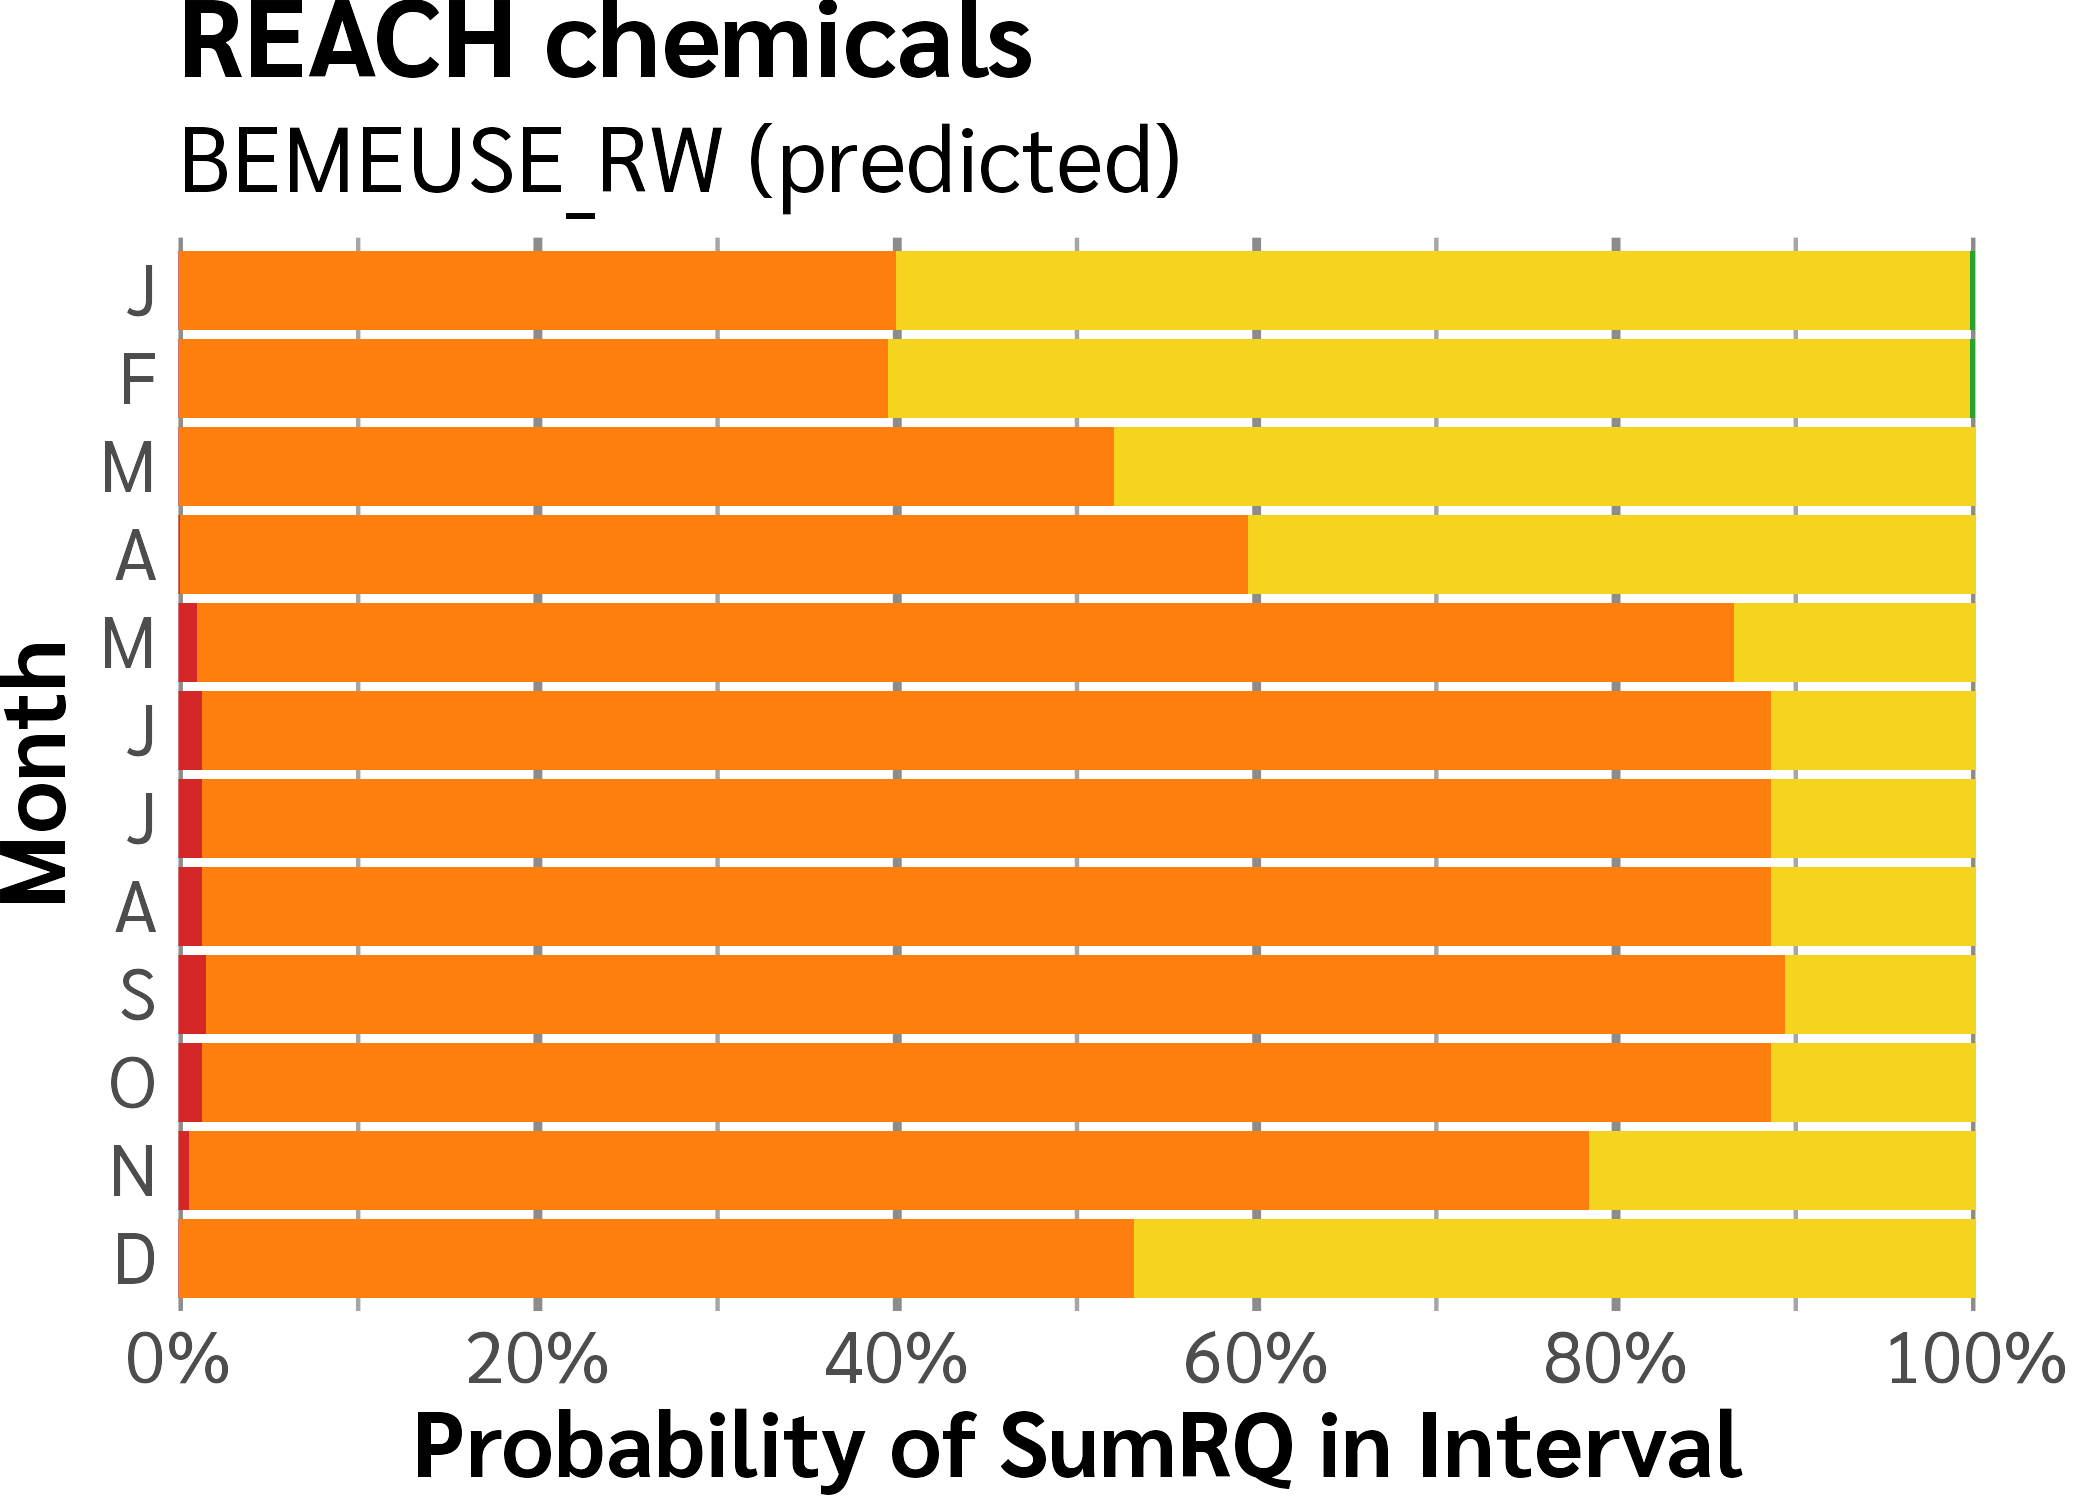 REACH chemicals
BEMEUSE_RW (predicted)
Month
J
F
M
A
M
J
J
A
S
O
N
D
0% 20% 40% 60% 80% 100%
Probability of SumRQ in Interval